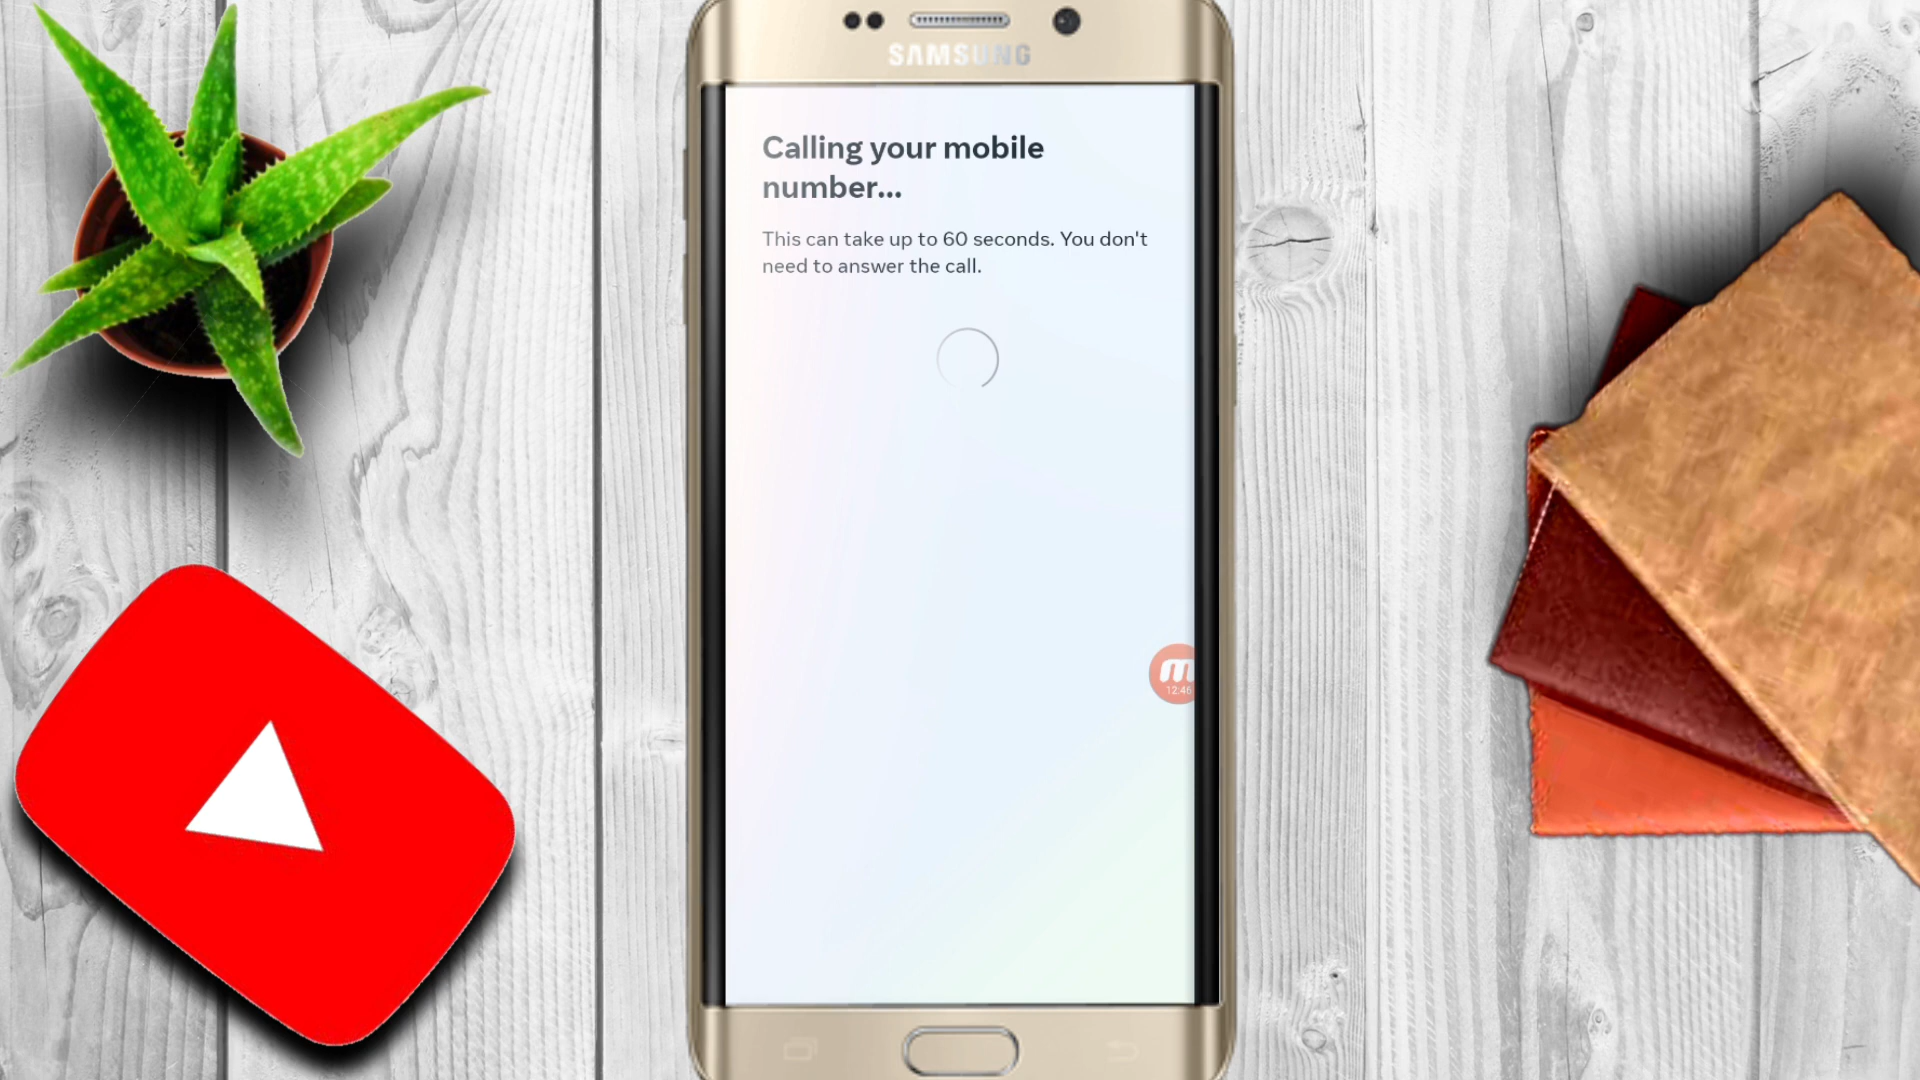 SAMSUNG
Calling your mobile
number...
This can take up to 60 seconds. You don't
need to answer the call.
m
12:46